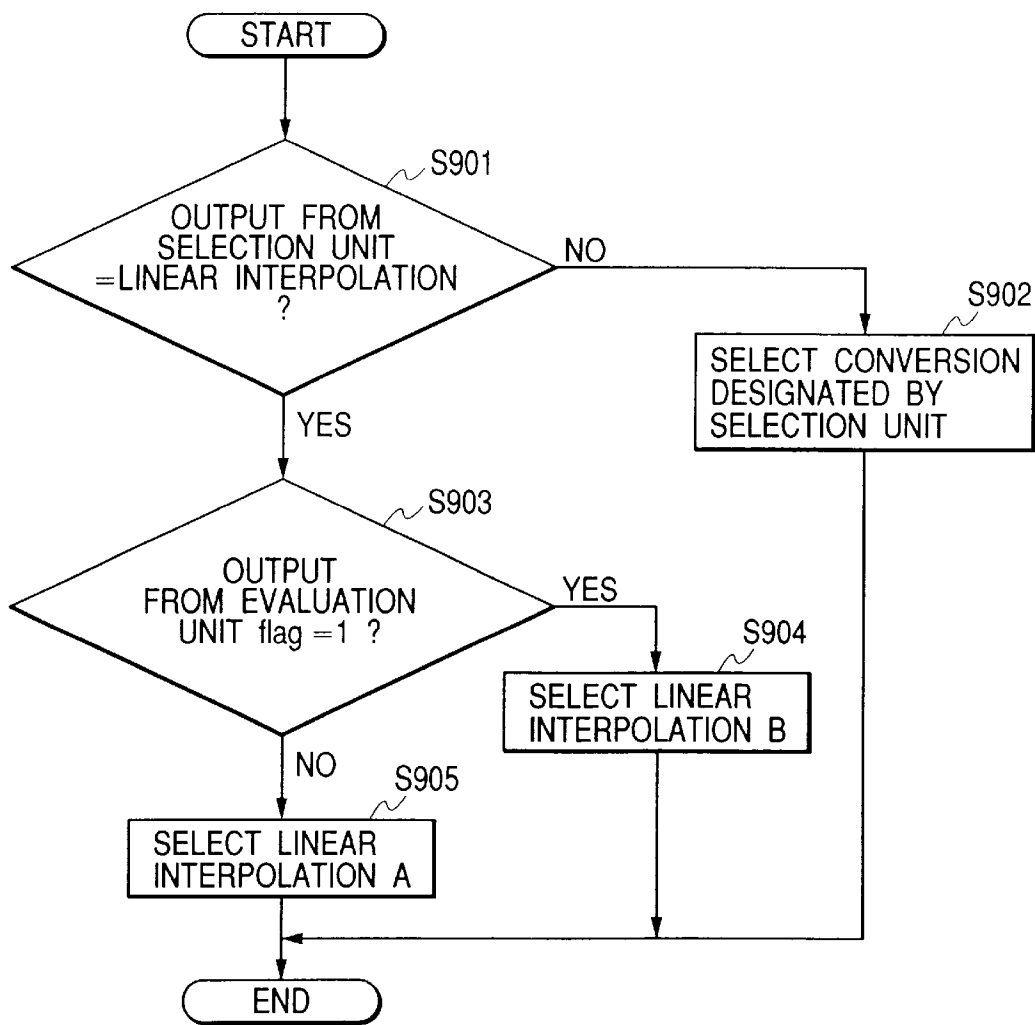 START
S901
OUTPUT FROM
SELECTION UNIT
=LINEAR INTERPOLATION
?
NO
S902
SELECT CONVERSION
DESIGNATED BY
SELECTION UNIT
YES
S903
OUTPUT
FROM EVALUATION
UNIT flag =1 ?
YES
S904
SELECT LINEAR
INTERPOLATION B
NO
S905
SELECT LINEAR
INTERPOLATION A
END